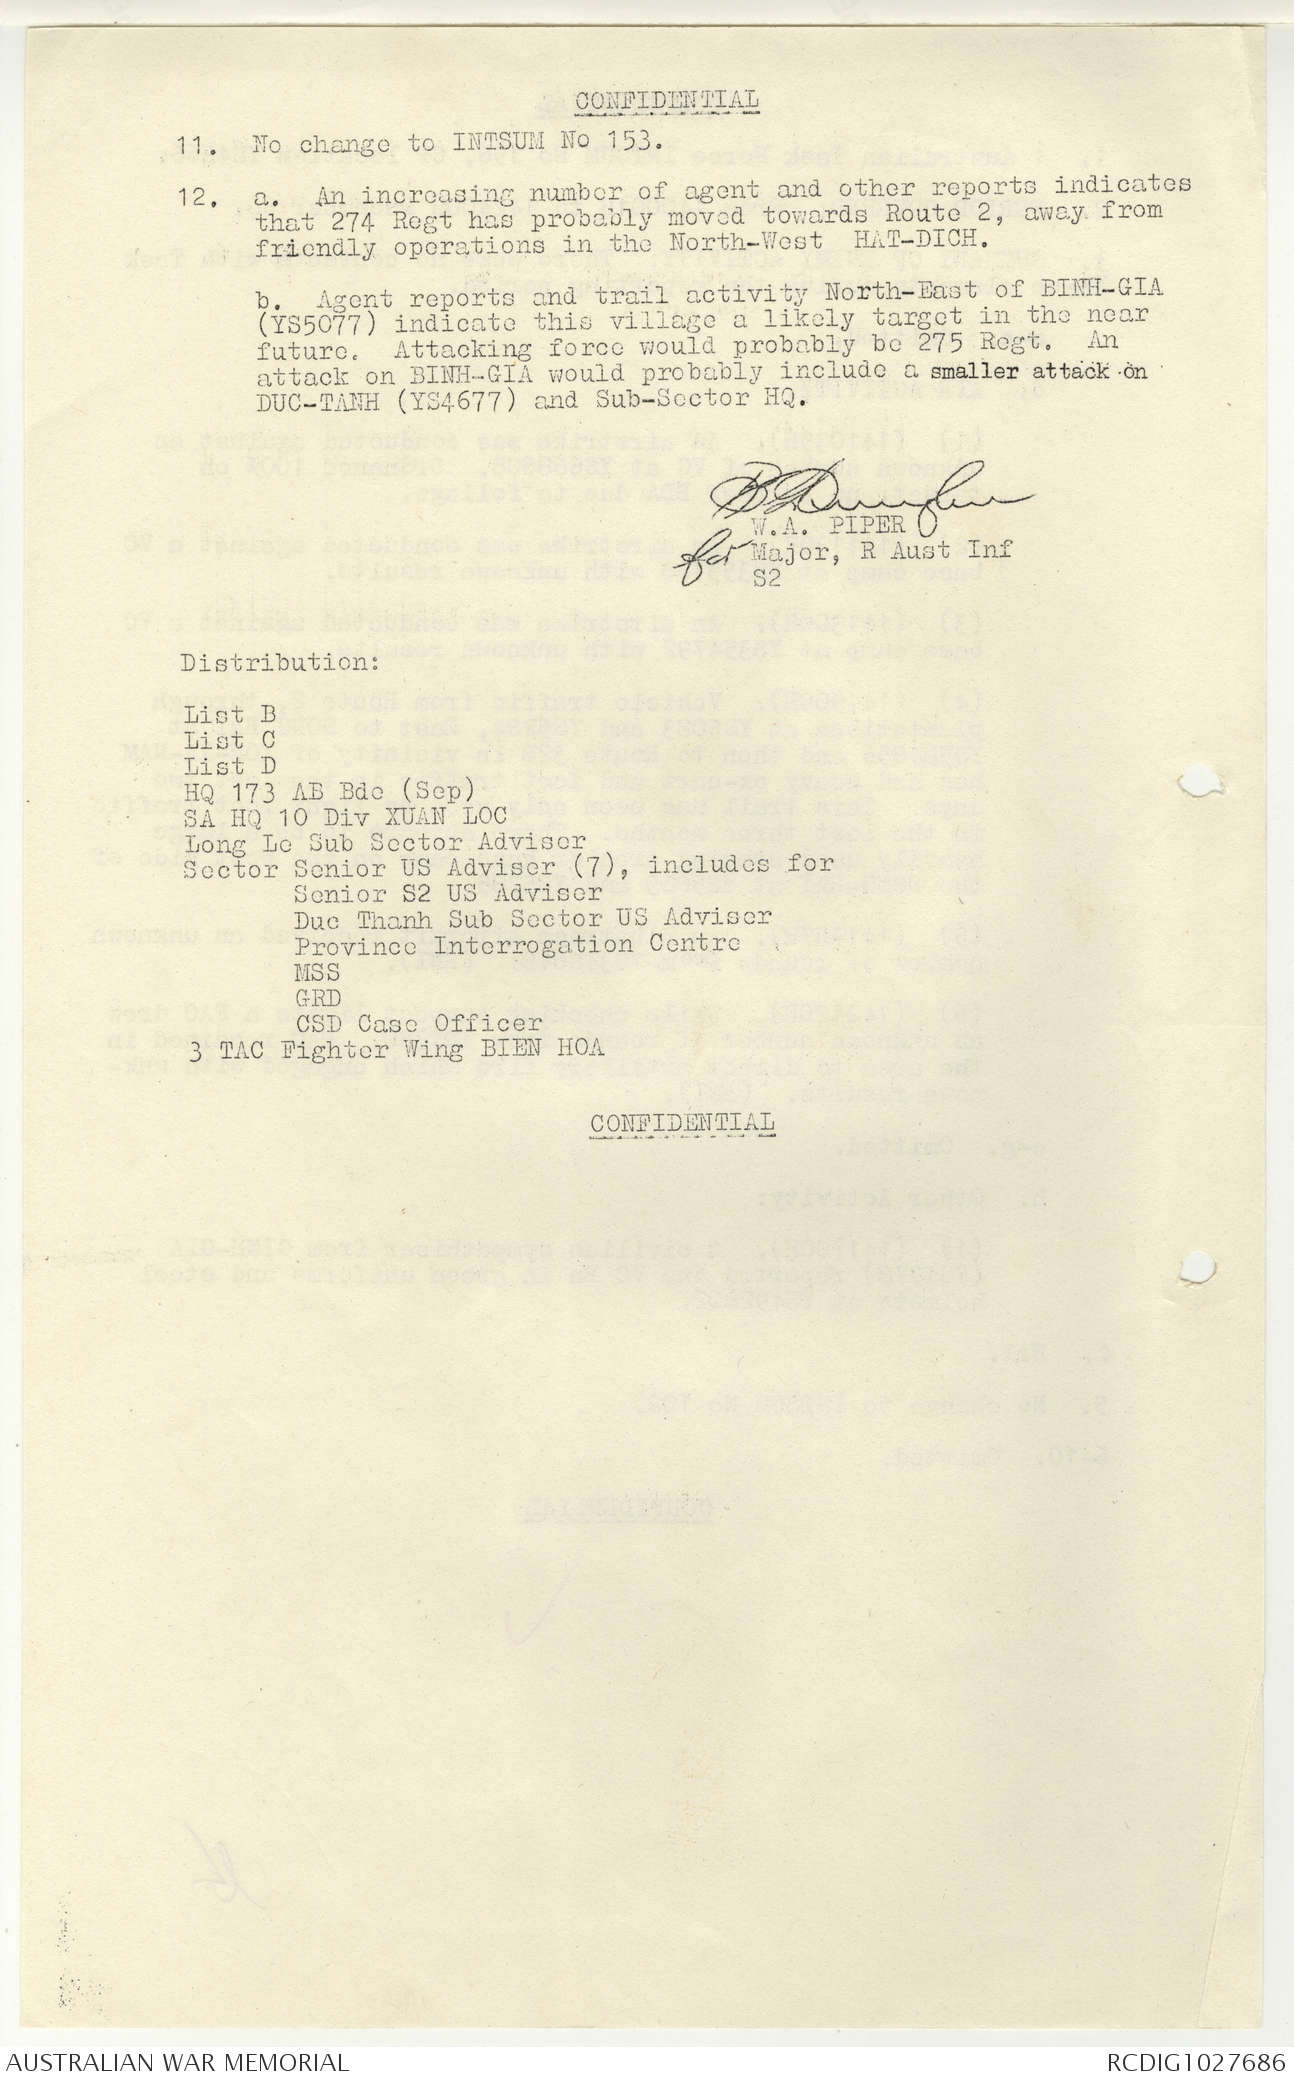 CONFIDENTIAL
11. No change to INTSUM No 153.
12. a. An increasing number of agent and other reports indicates
that 274 Regt has probably moved towards Route 2, away from
friendly operations in the North-West HAT-DICH.
b. Agent reports and trail activity North-East of BINH-GIA
(YS5077) indicate this village a likely target in the near
future. Attacking force would probably be 275 Regt. An
attack on BINH-GIA would probably include a smaller attack on
DUC-TANH (YS4677) and Sub-Sector HQ.
W.A. PIPER
for Major, R Aust Inf
S2
Distribution:
List B
List C
List D
HQ 173 AB Bde (Sep)
SA HQ 10 Div XUAN LOC
Long Le Sub Sector Adviser
Sector Senior US Adviser (7), includes for
Senior S2 US Adviser
Duc Thanh Sub Sector US Adviser
Province Interrogation Centre
MSS
GRD
CSD Case Officer
3 TAC Fighter Wing BIEN HOA
CONFIDENTIAL
AUSTRALIAN WAR MEMORIAL
RCDIG1027686